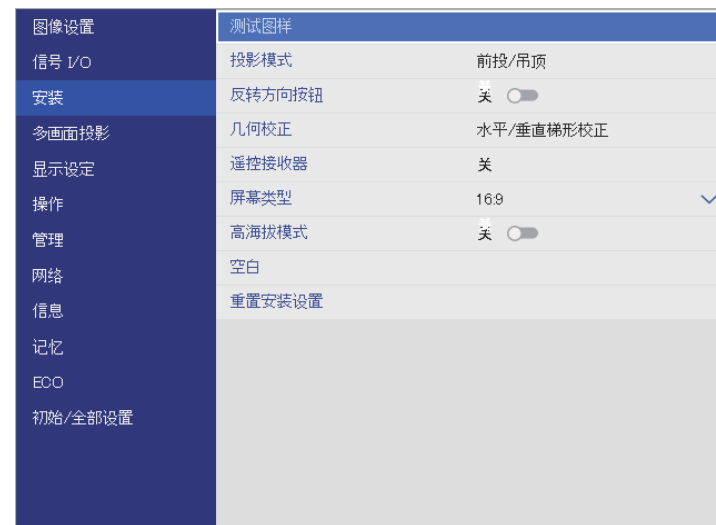 图像设置
信号 I/O
安装
多画面投影
显示设定
操作
管理
网络
信息
记忆
ECO
初始/全部设置
测试图样
投影模式 前投/吊顶
反转方向按钮 关
几何校正 水平/垂直梯形校正
遥控接收器 关
屏幕类型 16:9
高海拔模式 关
空白
重置安装设置